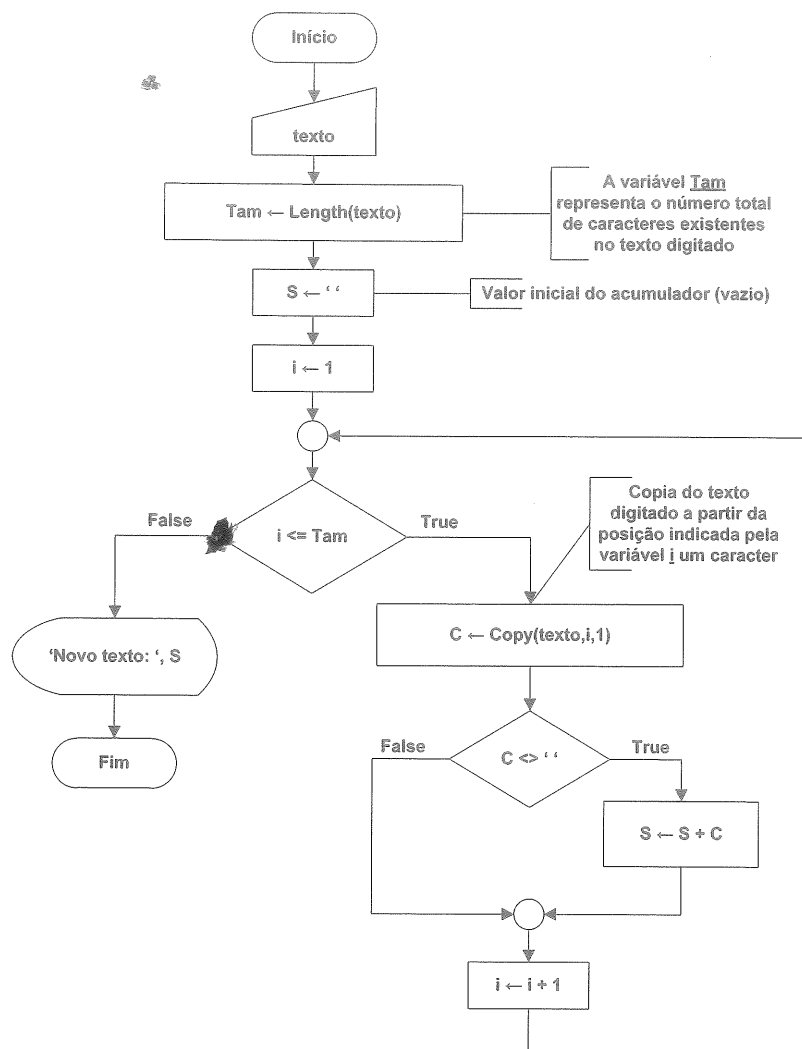 Início
texto
Tam ← Length(texto)
A variável Tam
representa o número total
de caracteres existentes
no texto digitado
S ← ‘ ‘
Valor inicial do acumulador (vazio)
i ← 1
False
i <= Tam
True
Copia do texto
digitado a partir da
posição indicada pela
variável i um caracter
‘Novo texto: ‘, S
C ← Copy(texto,i,1)
Fim
False
C <> ‘ ‘
True
S ← S + C
i ← i + 1